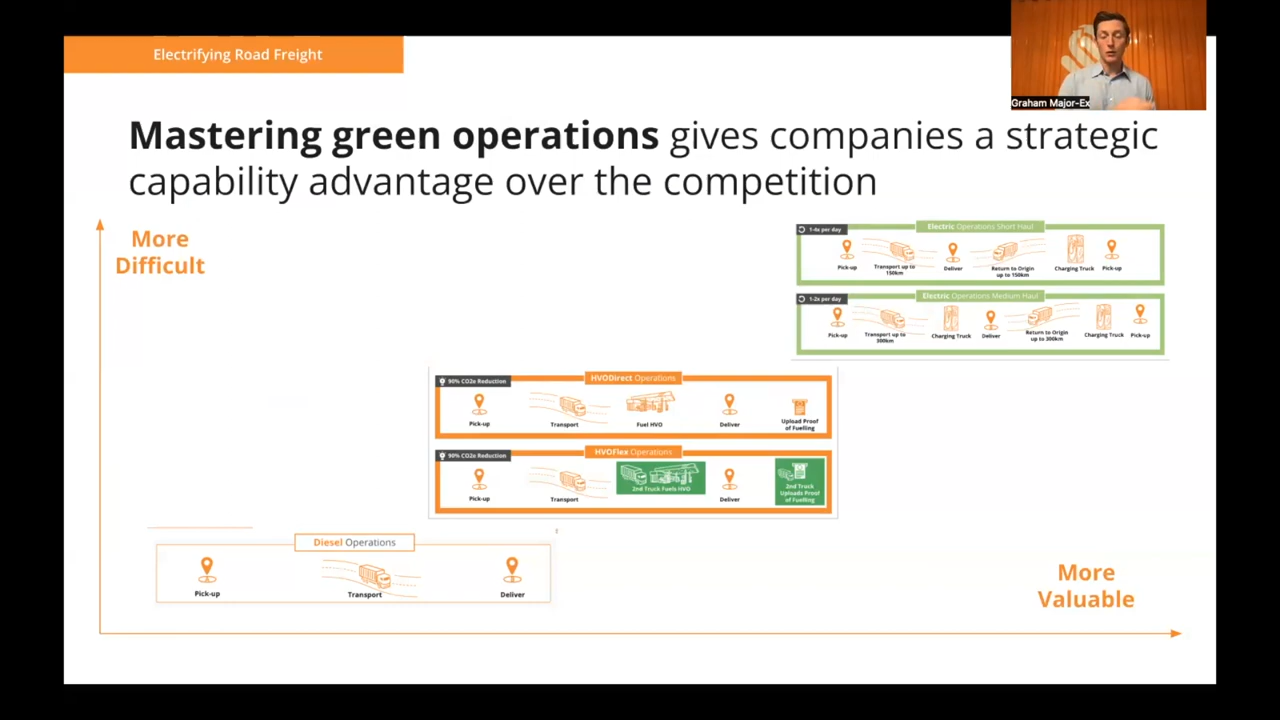 Electrifying Road Freight
Graham Major-Ex
Mastering green operations gives companies a strategic
capability advantage over the competition
More
Difficult
1-4x per day
Electric Operations Short Haul
Pick-up
Transport up to
150km
Deliver
Return to Origin
up to 150km
Charging Truck
Pick-up
1-2x per day
Electric Operations Medium Haul
Pick-up
Transport up to
300km
Charging Truck
Deliver
Return to Origin
up to 300km
Charging Truck
Pick-up
90% CO2e Reduction
HVODirect Operations
Pick-up
Transport
Fuel HVO
Deliver
Upload Proof
of Fuelling
90% CO2e Reduction
HVOFlex Operations
Pick-up
Transport
2nd Truck Fuels HVO
Deliver
2nd Truck
Uploads Proof
of Fuelling
Diesel Operations
Pick-up
Transport
Deliver
More
Valuable